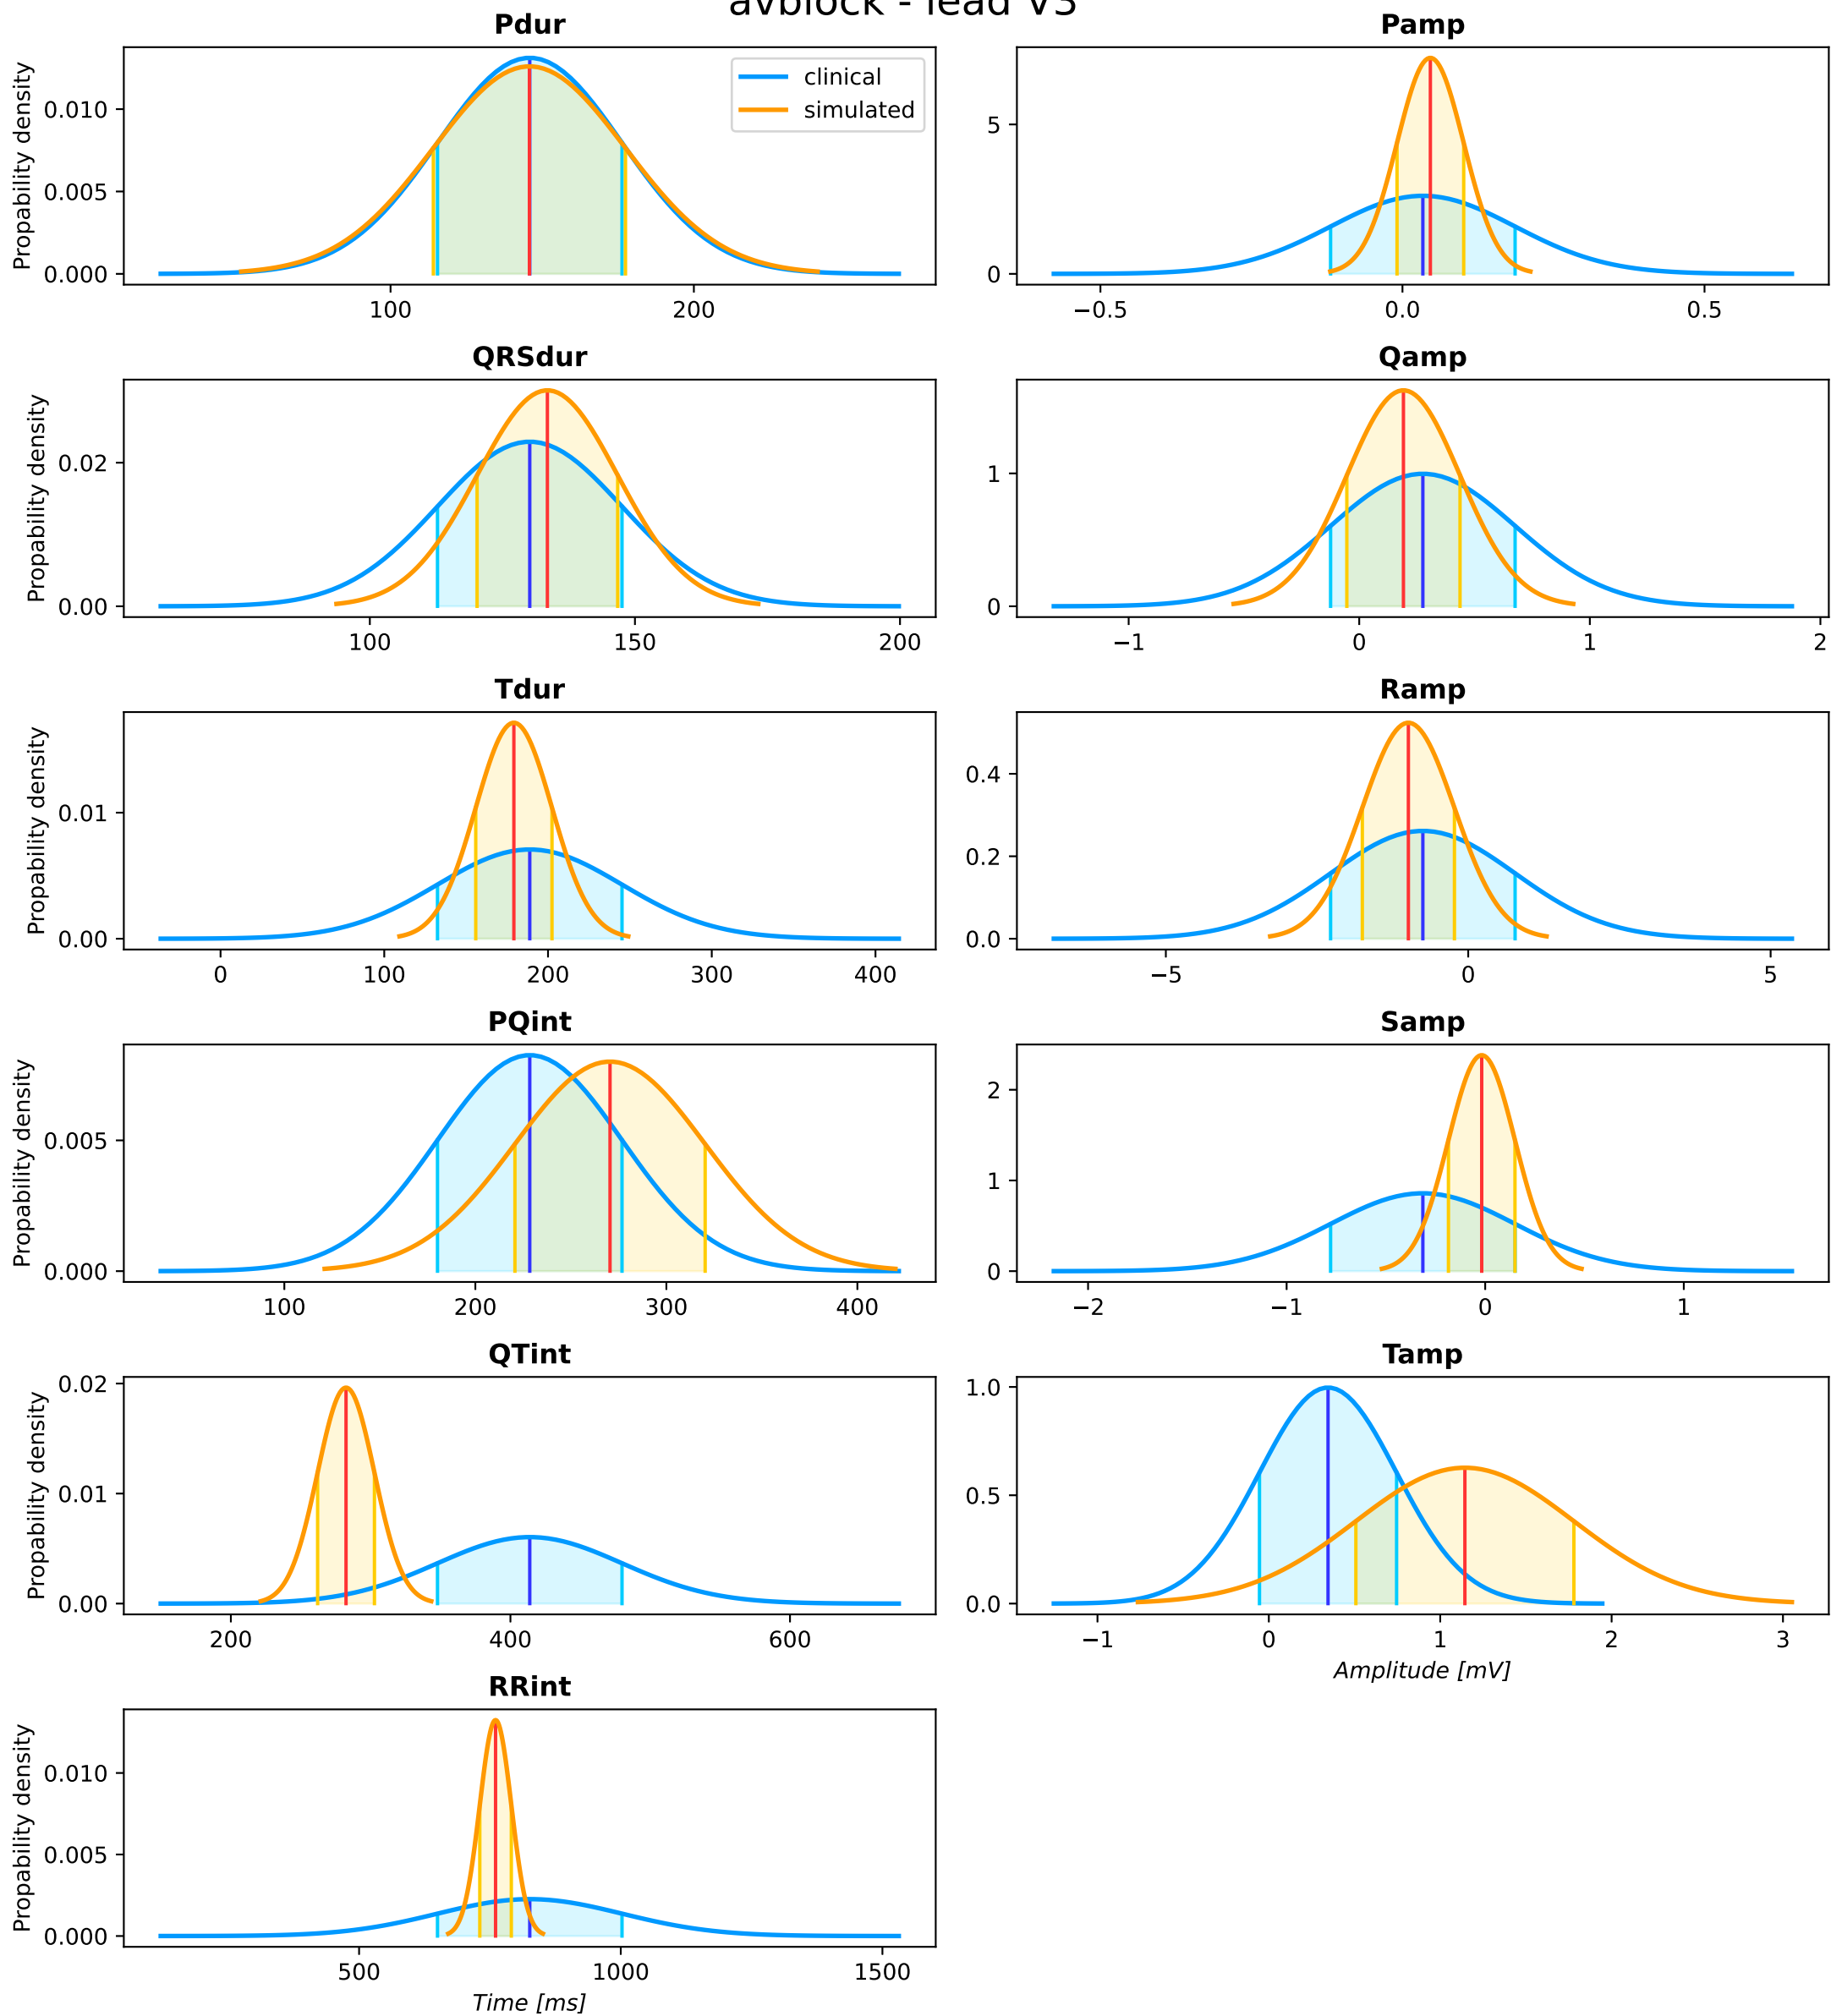 avblock - lead V3
Pdur
Propability density
0.010
0.005
0.000
100 200
clinical
simulated
Pamp
5
0
−0.5 0.0 0.5
QRSdur
Propability density
0.02
0.00
100 150 200
Qamp
1
0
−1 0 1 2
Tdur
Propability density
0.01
0.00
0 100 200 300 400
Ramp
0.4
0.2
0.0
−5 0 5
PQint
Propability density
0.005
0.000
100 200 300 400
Samp
2
1
0
−2 −1 0 1
QTint
Propability density
0.02
0.01
0.00
200 400 600
Tamp
1.0
0.5
0.0
−1 0 1 2 3
Amplitude [mV]
RRint
Propability density
0.010
0.005
0.000
500 1000 1500
Time [ms]